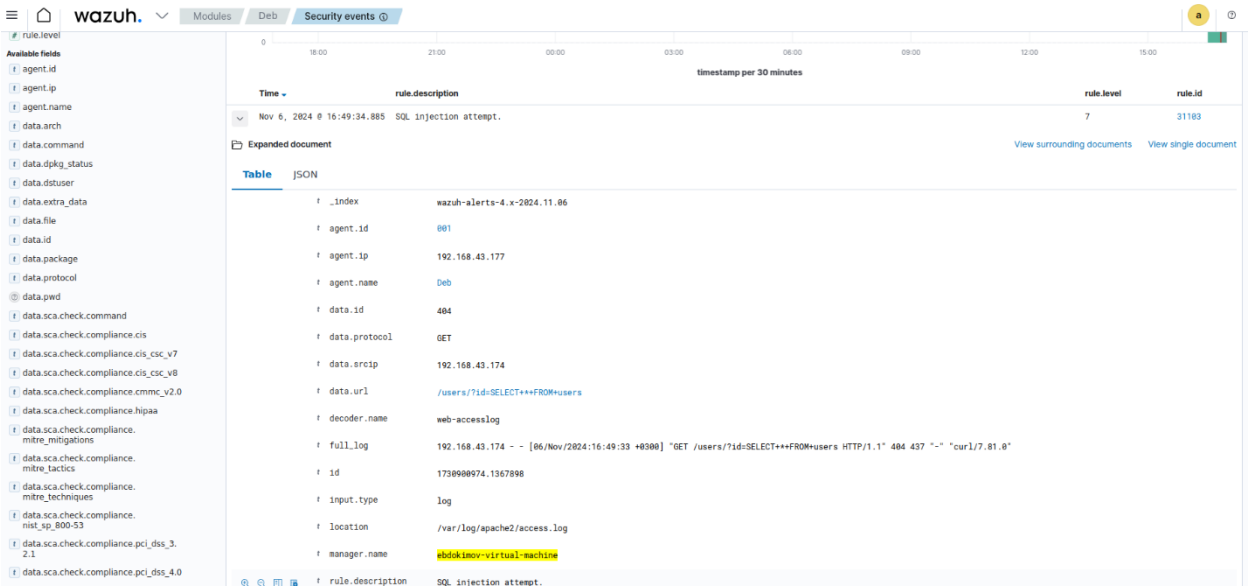 wazuh. Modules Deb Security events
a
rule.level
Available fields
t agent.id
t agent.ip
t agent.name
t data.arch
t data.command
t data.dpkg_status
t data.dstuser
t data.extra_data
t data.file
t data.id
t data.package
t data.protocol
data.pwd
t data.sca.check.command
t data.sca.check.compliance.cis
t data.sca.check.compliance.cis_csc_v7
t data.sca.check.compliance.cis_csc_v8
t data.sca.check.compliance.cmmc_v2.0
t data.sca.check.compliance.hipaa
t data.sca.check.compliance.
mitre_mitigations
t data.sca.check.compliance.
mitre_tactics
t data.sca.check.compliance.
mitre_techniques
t data.sca.check.compliance.
nist_sp_800-53
t data.sca.check.compliance.pci_dss_3.
2.1
t data.sca.check.compliance.pci_dss_4.0
0
18:00 21:00 00:00 03:00 06:00 09:00 12:00 15:00
timestamp per 30 minutes
Time rule.description rule.level rule.id
Nov 6, 2024 @ 16:49:34.885 SQL injection attempt. 7 31103
Expanded document View surrounding documents View single document
Table JSON
t _index wazuh-alerts-4.x-2024.11.06
t agent.id 001
t agent.ip 192.168.43.177
t agent.name Deb
t data.id 404
t data.protocol GET
t data.srcip 192.168.43.174
t data.url /users/?id=SELECT+*+FROM+users
t decoder.name web-accesslog
t full_log 192.168.43.174 - - [06/Nov/2024:16:49:33 +0300] "GET /users/?id=SELECT+*+FROM+users HTTP/1.1" 404 437 "-" "curl/7.81.0"
t id 1730900974.1367898
t input.type log
t location /var/log/apache2/access.log
t manager.name ebdokimov-virtual-machine
t rule.description SQL injection attempt.